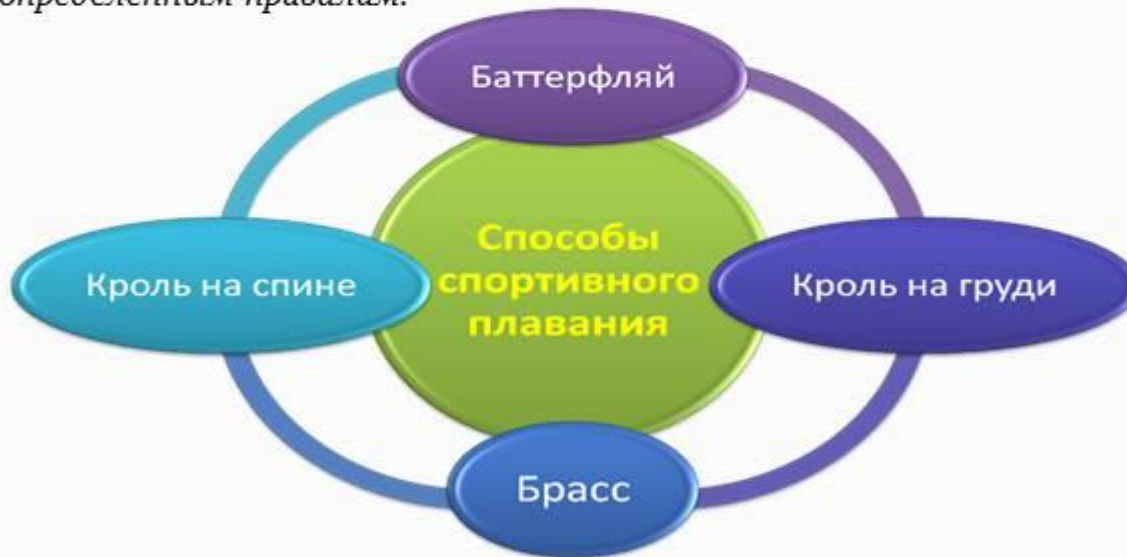 определенным правилам.
Баттерфляй
Способы
спортивного
плавания
Кроль на спине
Кроль на груди
Брасс